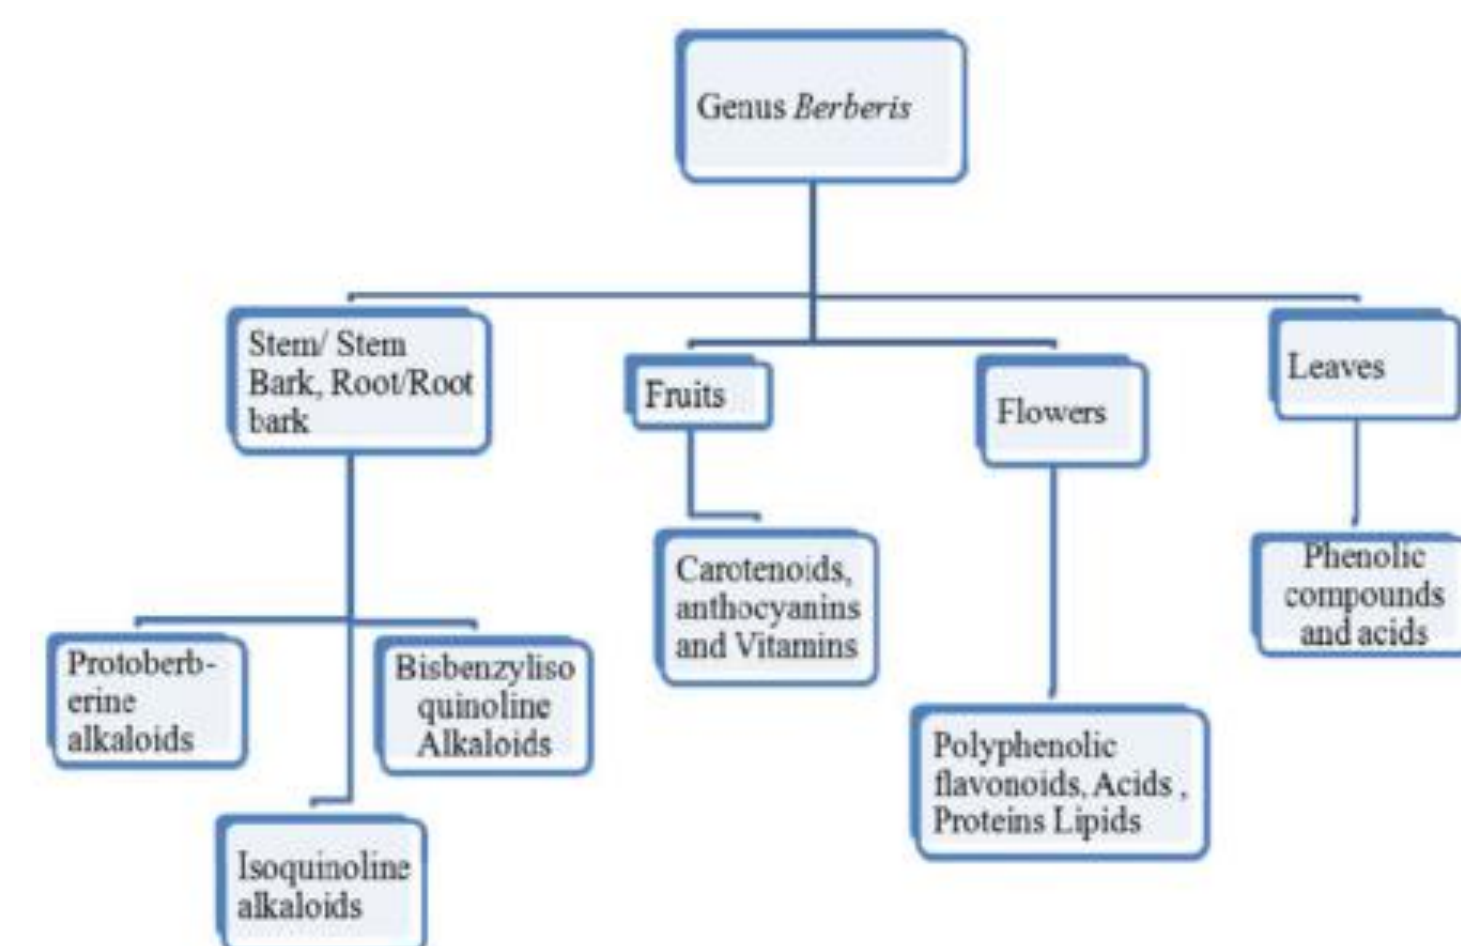 Genus Berberis
Stem/ Stem
Bark, Root/Root
bark
Fruits
Flowers
Leaves
Carotenoids,
anthocyanins
and Vitamins
Phenolic
compounds
and acids
Protoberb-
erine
alkaloids
Bisbenzyliso
quinoline
Alkaloids
Polyphenolic
flavonoids, Acids ,
Proteins Lipids
Isoquinoline
alkaloids